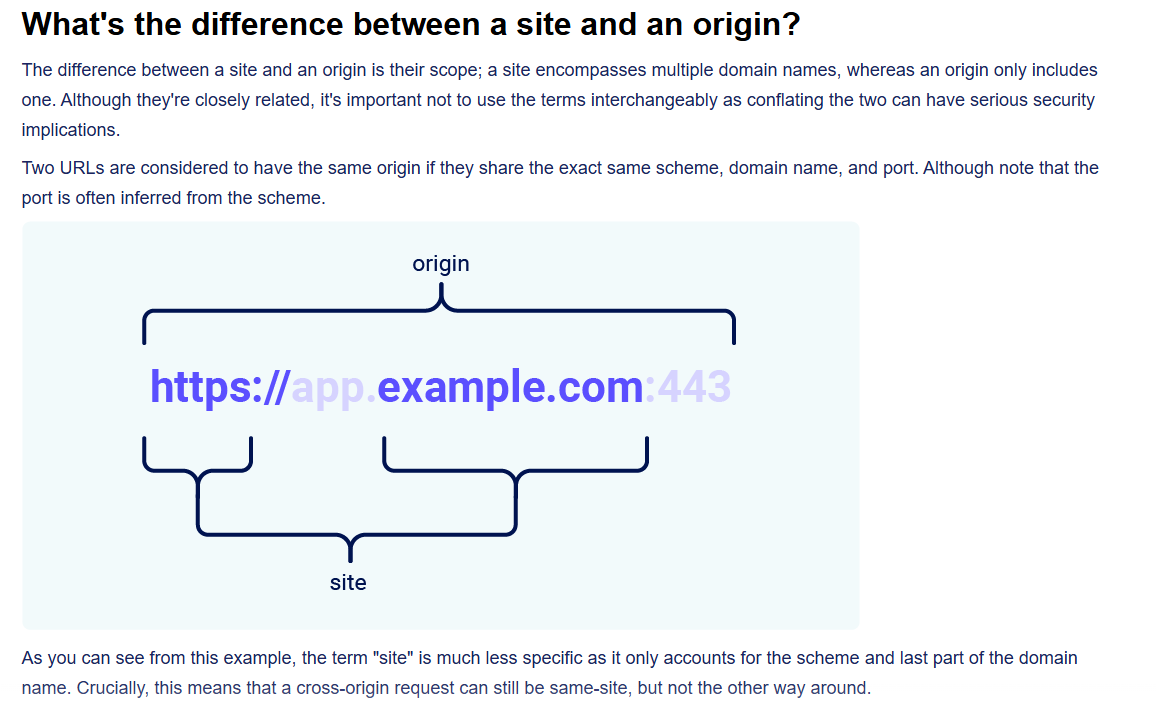 What's the difference between a site and an origin?
The difference between a site and an origin is their scope; a site encompasses multiple domain names, whereas an origin only includes
one. Although they're closely related, it's important not to use the terms interchangeably as conflating the two can have serious security
implications.
Two URLs are considered to have the same origin if they share the exact same scheme, domain name, and port. Although note that the
port is often inferred from the scheme.
origin
https://app.example.com:443
site
As you can see from this example, the term "site" is much less specific as it only accounts for the scheme and last part of the domain
name. Crucially, this means that a cross-origin request can still be same-site, but not the other way around.